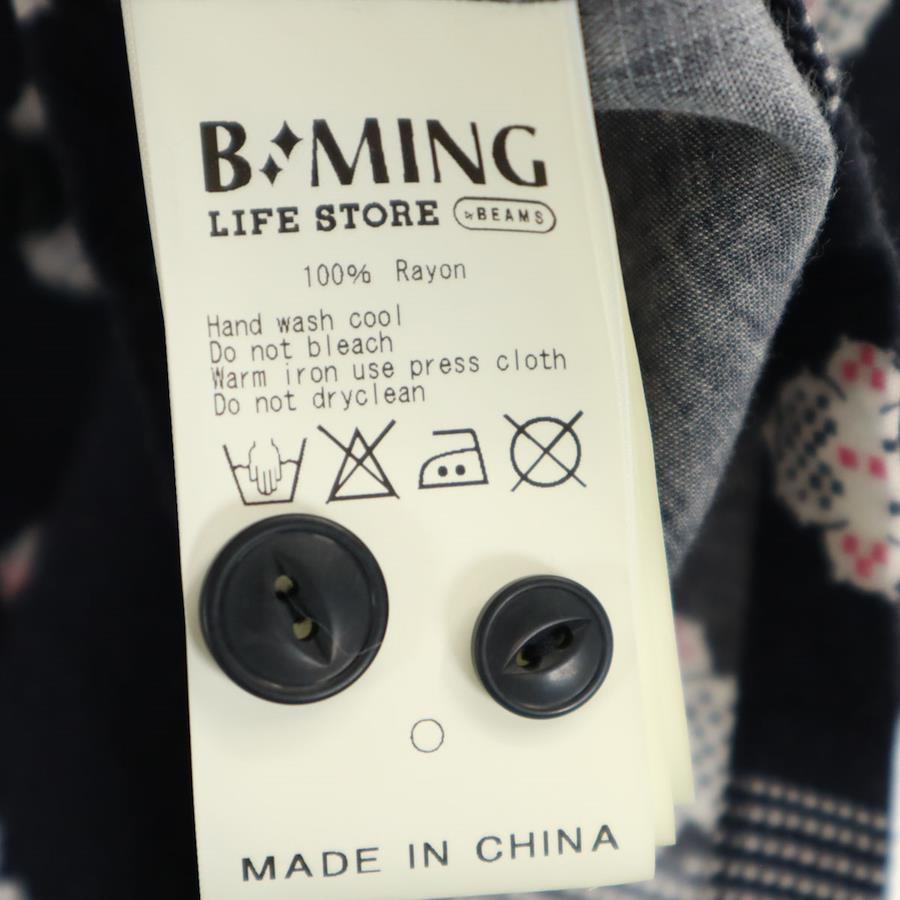 B MING
LIFE STORE by BEAMS
100% Rayon
Hand wash cool
Do not bleach
Warm iron use press cloth
Do not dryclean
MADE IN CHINA